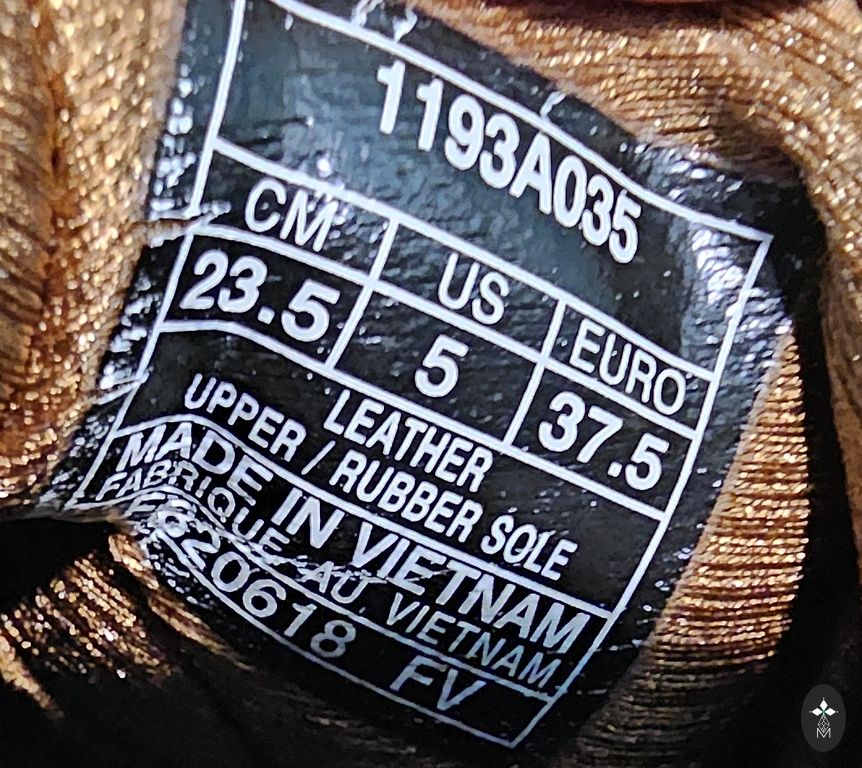 1193A035
CM US EURO
23.5 5 37.5
LEATHER
UPPER / RUBBER SOLE
MADE IN VIETNAM
FABRIQUE AU VIETNAM
FV
M